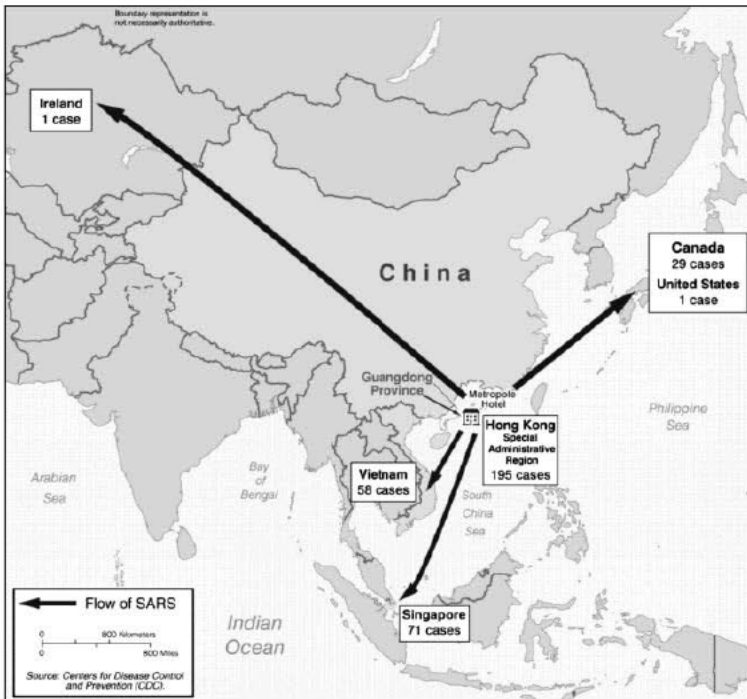 Boundary representation is
not necessarily authoritative.
Ireland
1 case
Canada
29 cases
United States
1 case
China
Guangdong
Province
Metropole
Hotel
Hong Kong
Special
Administrative
Region
195 cases
Philippine
Sea
Arabian
Sea
Bay
of
Bengal
Vietnam
58 cases
South
China
Sea
Singapore
71 cases
Indian
Ocean
Flow of SARS
0 800 Kilometers
0 800 Miles
Source: Centers for Disease Control
and Prevention (CDC).